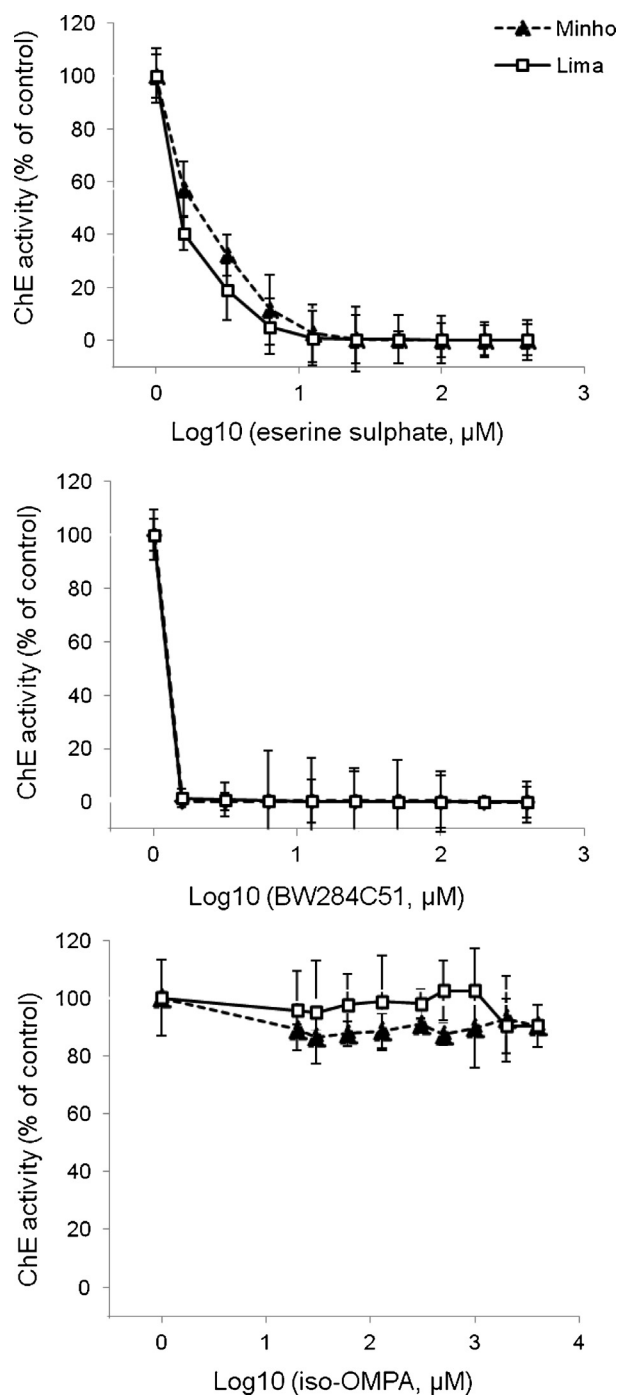 Minho
Lima
ChE activity (% of control)
120
100
80
60
40
20
0
0 1 2 3
Log10 (eserine sulphate, µM)
ChE activity (% of control)
120
100
80
60
40
20
0
0 1 2 3
Log10 (BW284C51, µM)
ChE activity (% of control)
120
100
80
60
40
20
0
0 1 2 3 4
Log10 (iso-OMPA, µM)